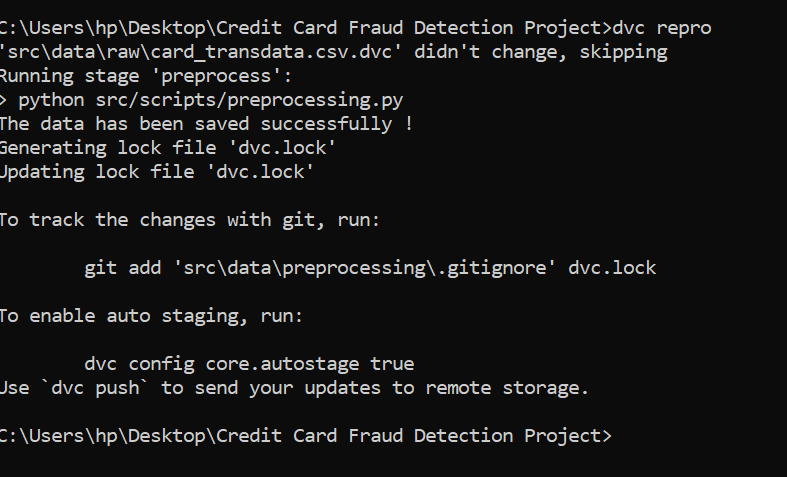 C:\Users\hp\Desktop\Credit Card Fraud Detection Project>dvc repro
'src\data\raw\card_transdata.csv.dvc' didn't change, skipping
Running stage 'preprocess':
> python src/scripts/preprocessing.py
The data has been saved successfully !
Generating lock file 'dvc.lock'
Updating lock file 'dvc.lock'
To track the changes with git, run:
git add 'src\data\preprocessing\.gitignore' dvc.lock
To enable auto staging, run:
dvc config core.autostage true
Use `dvc push` to send your updates to remote storage.
C:\Users\hp\Desktop\Credit Card Fraud Detection Project>